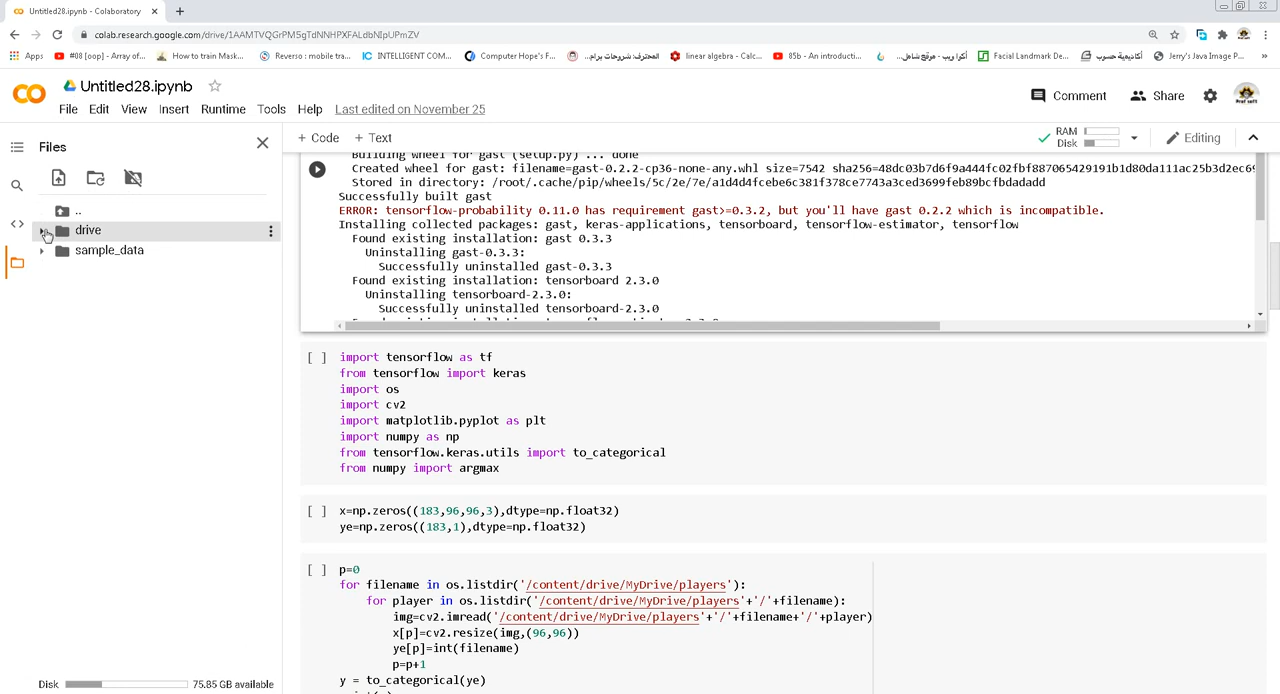 Untitled28.ipynb - Colaboratory
colab.research.google.com/drive/1AAMTVQGrPM5gTdNNHPXFALdbNIpUPmZV
Apps
#08 [oop] - Array of...
How to train Mask...
Reverso : mobile tra...
IC INTELLIGENT COM...
Computer Hope's F...
المحترف: شروحات برام...
linear algebra - Calc...
85b - An introducti...
أكرا ريب - موقع شامل...
Facial Landmark De...
أكاديمية حسوب
Jerry's Java Image P...
Untitled28.ipynb
File Edit View Insert Runtime Tools Help Last edited on November 25
Comment
Share
Files
..
drive
sample_data
Disk 75.85 GB available
+ Code + Text
RAM
Disk
Editing
Building wheel for gast (setup.py) ... done
Created wheel for gast: filename=gast-0.2.2-cp36-none-any.whl size=7542 sha256=48dc03b7d6f9a444fc02fbf887065429191b1d80da111ac25b3d2ec69
Stored in directory: /root/.cache/pip/wheels/5c/2e/7e/a1d4d4fcebe6c381f378ce7743a3ced3699feb89bcfbdadadd
Successfully built gast
ERROR: tensorflow-probability 0.11.0 has requirement gast>=0.3.2, but you'll have gast 0.2.2 which is incompatible.
Installing collected packages: gast, keras-applications, tensorboard, tensorflow-estimator, tensorflow
Found existing installation: gast 0.3.3
Uninstalling gast-0.3.3:
Successfully uninstalled gast-0.3.3
Found existing installation: tensorboard 2.3.0
Uninstalling tensorboard-2.3.0:
Successfully uninstalled tensorboard-2.3.0
[ ] import tensorflow as tf
from tensorflow import keras
import os
import cv2
import matplotlib.pyplot as plt
import numpy as np
from tensorflow.keras.utils import to_categorical
from numpy import argmax
[ ] x=np.zeros((183,96,96,3),dtype=np.float32)
ye=np.zeros((183,1),dtype=np.float32)
[ ] p=0
for filename in os.listdir('/content/drive/MyDrive/players'):
for player in os.listdir('/content/drive/MyDrive/players'+'/'+filename):
img=cv2.imread('/content/drive/MyDrive/players'+'/'+filename+'/'+player)
x[p]=cv2.resize(img,(96,96))
ye[p]=int(filename)
p=p+1
y = to_categorical(ye)